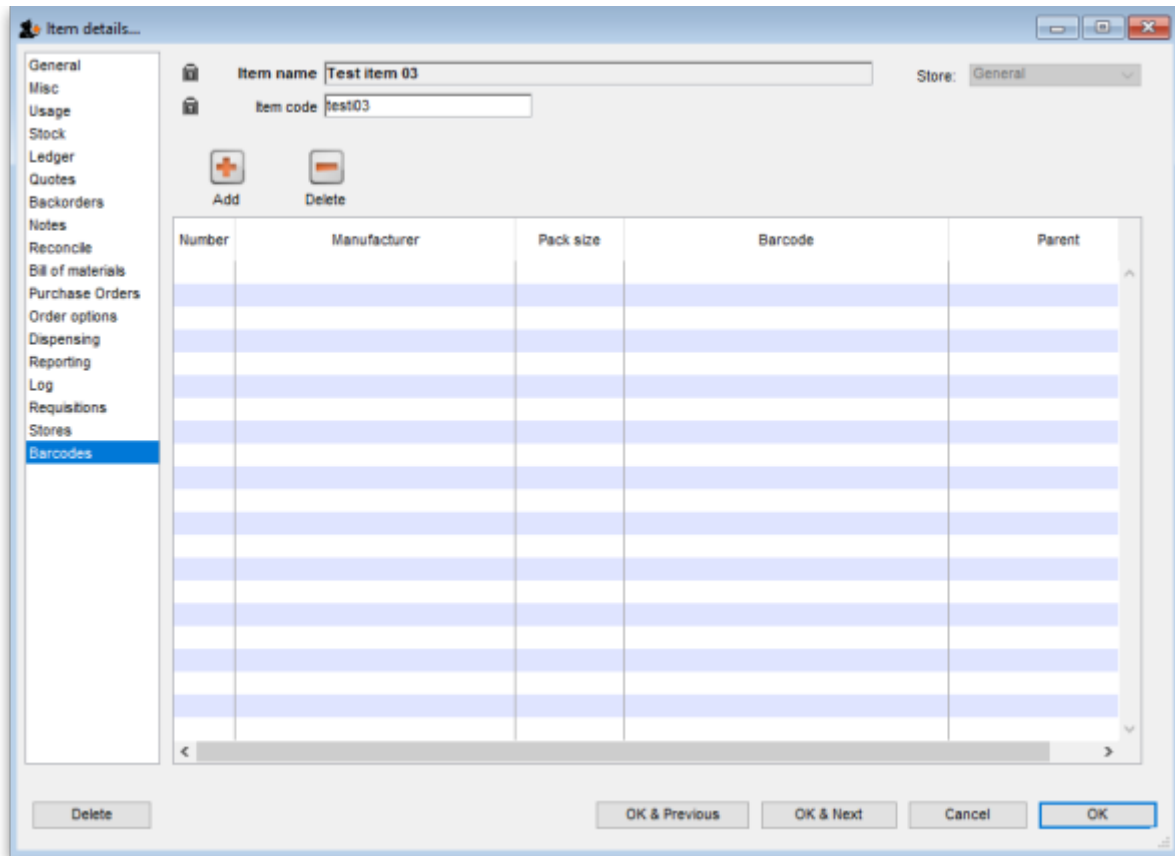 Item details...
General
Misc
Usage
Stock
Ledger
Quotes
Backorders
Notes
Reconcile
Bill of materials
Purchase Orders
Order options
Dispensing
Reporting
Log
Requisitions
Stores
Barcodes
Item name Test item 03 Store: General
Item code testi03
Add Delete
Number Manufacturer Pack size Barcode Parent
Delete OK & Previous OK & Next Cancel OK